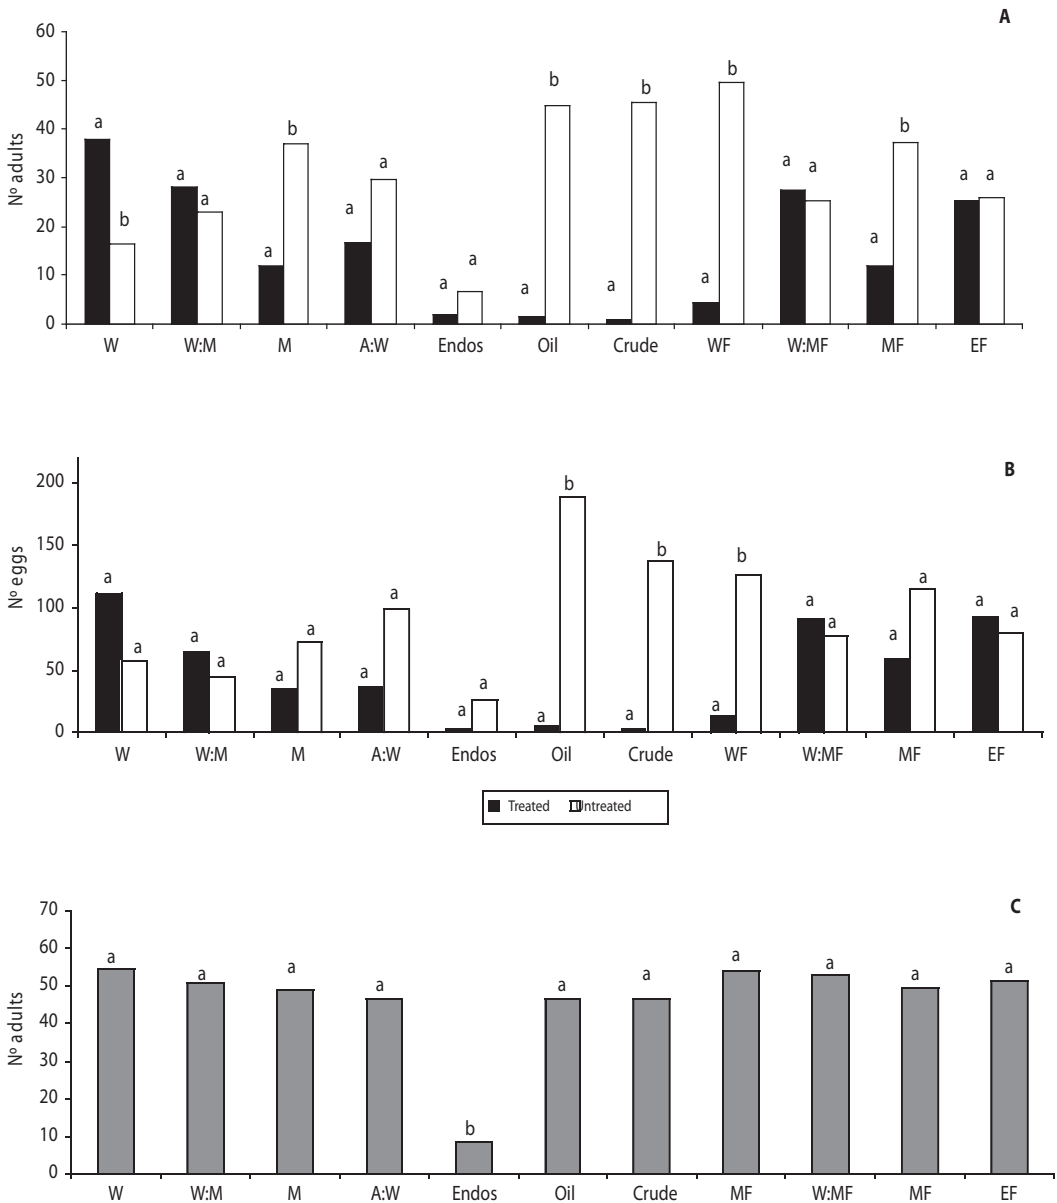 A
60
50
40
30
20
10
0
Nº adults
a b a a a b a a a a a b a b a b a a a b a a
W W:M M A:W Endos Oil Crude WF W:MF MF EF
B
200
150
100
50
0
Nº eggs
a a a a a a a a a a a b a b a b a a a a a a
W W:M M A:W Endos Oil Crude WF W:MF MF EF
Treated Untreated
C
70
60
50
40
30
20
10
0
Nº adults
a a a a b a a a a a a
W W:M M A:W Endos Oil Crude MF W:MF MF EF